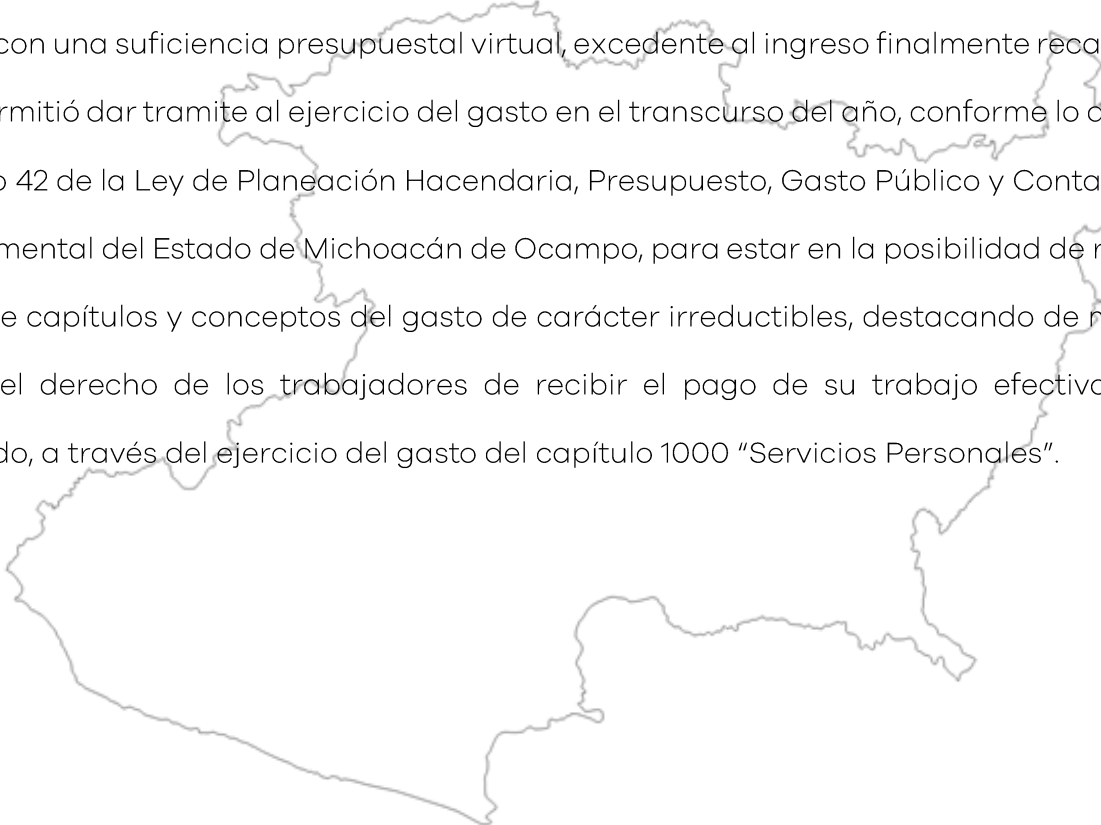 con una suficiencia presupuestal virtual, excedente al ingreso finalmente reca
rmitió dar tramite al ejercicio del gasto en el transcurso del año, conforme lo
o 42 de la Ley de Planeación Hacendaria, Presupuesto, Gasto Público y Conta
mental del Estado de Michoacán de Ocampo, para estar en la posibilidad de
e capítulos y conceptos del gasto de carácter irreductibles, destacando de
el derecho de los trabajadores de recibir el pago de su trabajo efectiv
do, a través del ejercicio del gasto del capítulo 1000 “Servicios Personales”.